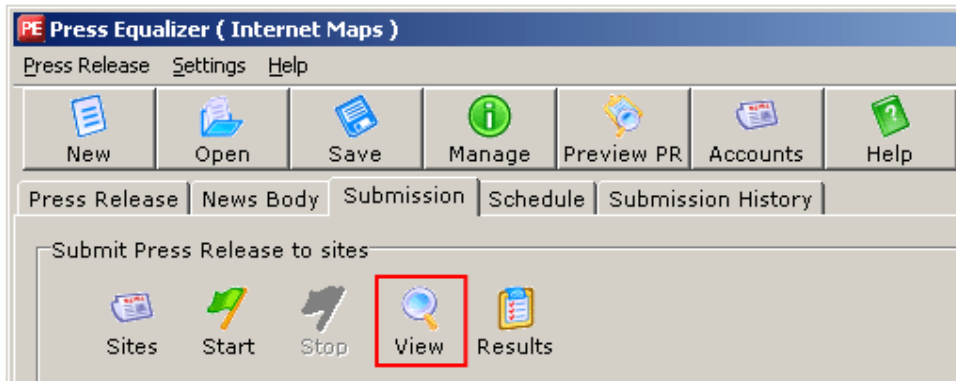 PE Press Equalizer ( Internet Maps )
Press Release Settings Help
New Open Save Manage Preview PR Accounts Help
Press Release News Body Submission Schedule Submission History
Submit Press Release to sites
Sites Start Stop View Results